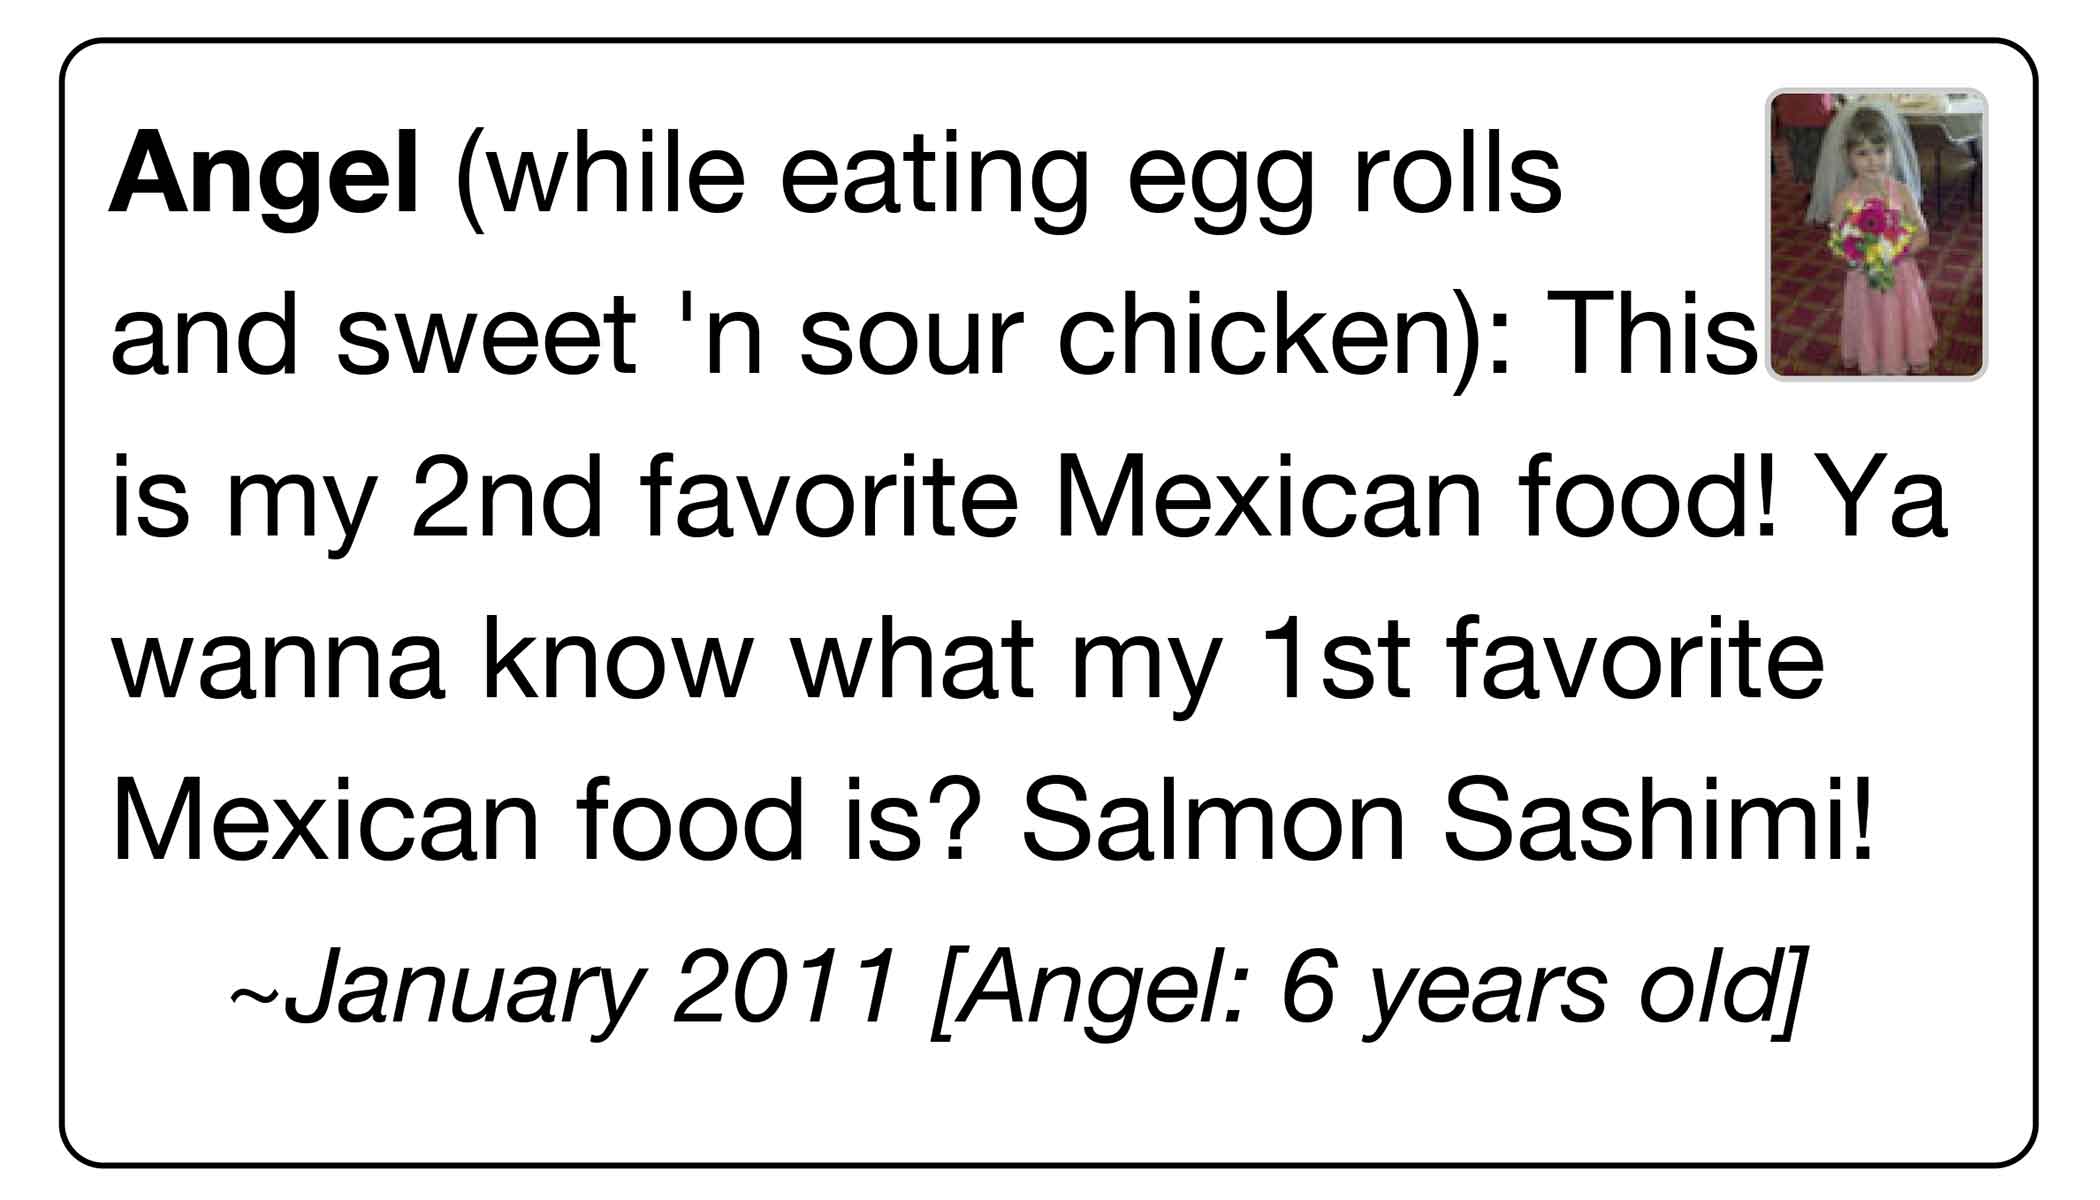 Angel (while eating egg rolls
and sweet 'n sour chicken): This
is my 2nd favorite Mexican food! Ya
wanna know what my 1st favorite
Mexican food is? Salmon Sashimi!
~January 2011 [Angel: 6 years old]